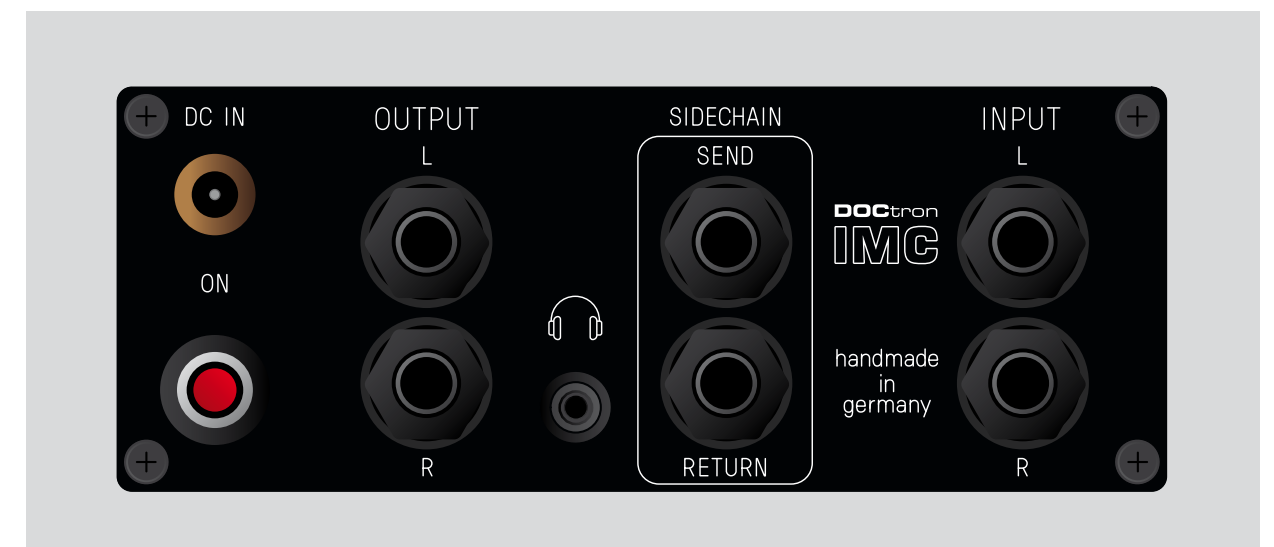 DC IN
ON
OUTPUT
L
R
SIDECHAIN
SEND
RETURN
DOCtron
IMC
handmade
in
germany
INPUT
L
R